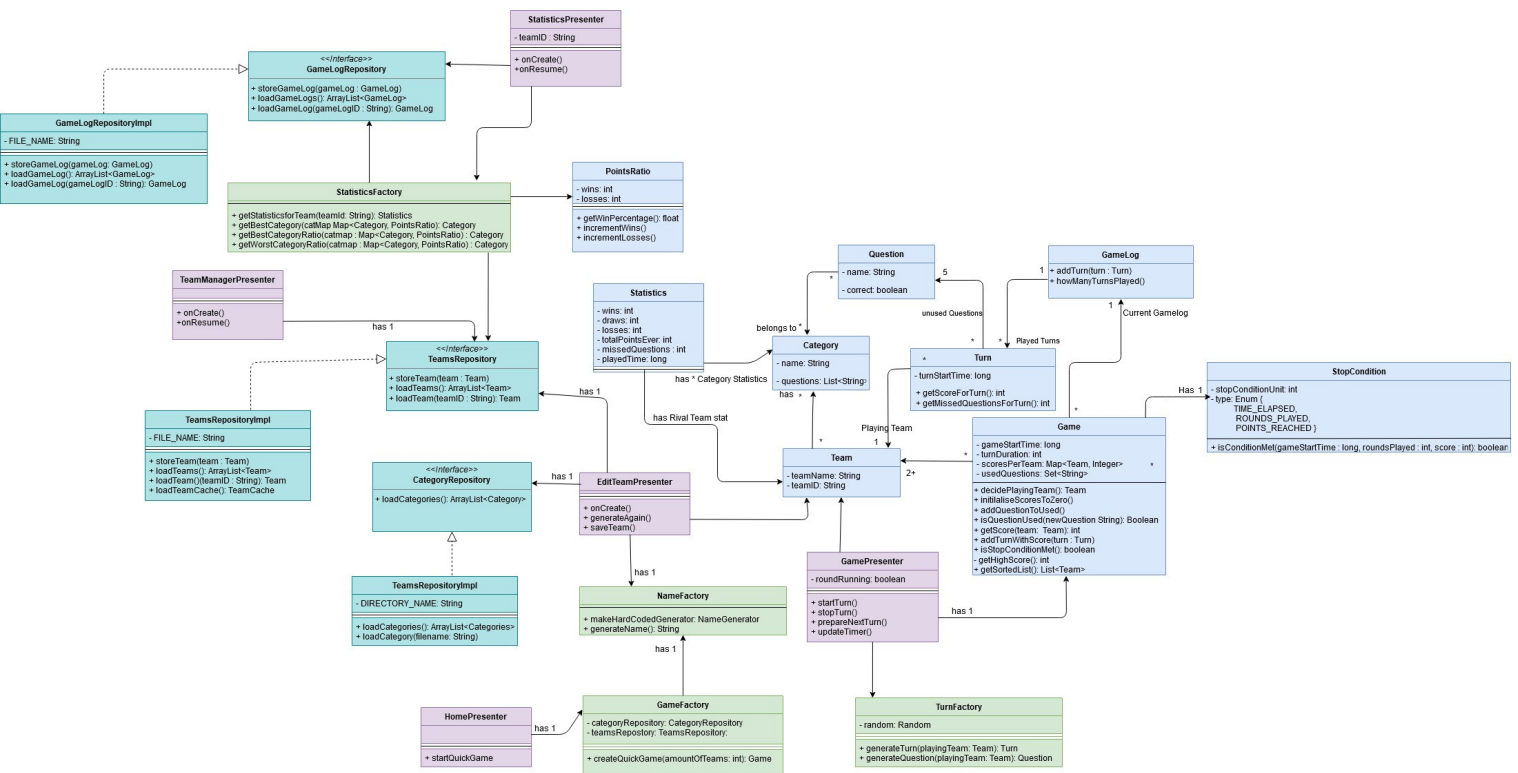 StatisticsPresenter
- teamID : String
+ onCreate()
+onResume()
<<Interface>>
GameLogRepository
+ storeGameLog(gameLog : GameLog)
+ loadGameLogs(): ArrayList<GameLog>
+ loadGameLog(gameLogID : String): GameLog
GameLogRepositoryImpl
- FILE_NAME: String
+ storeGameLog(gameLog: GameLog)
+ loadGameLog(): ArrayList<GameLog>
+ loadGameLog(gameLogID : String): GameLog
StatisticsFactory
+ getStatisticsforTeam(teamId: String): Statistics
+ getBestCategory(catMap Map<Category, PointsRatio): Category
+ getBestCategoryRatio(catmap : Map<Category, PointsRatio) : Category
+ getWorstCategoryRatio(catmap : Map<Category, PointsRatio) : Category
PointsRatio
- wins: int
- losses: int
+ getWinPercentage(): float
+ incrementWins()
+ incrementLosses()
TeamManagerPresenter
+ onCreate()
+onResume()
has 1
<<Interface>>
TeamsRepository
+ storeTeam(team : Team)
+ loadTeams(): ArrayList<Team>
+ loadTeam(teamID : String): Team
has 1
TeamsRepositoryImpl
- FILE_NAME: String
+ storeTeam(team : Team)
+ loadTeams(): ArrayList<Team>
+ loadTeam()(teamID : String): Team
+ loadTeamCache(): TeamCache
<<Interface>>
CategoryRepository
+ loadCategories(): ArrayList<Category>
has 1
EditTeamPresenter
+ onCreate()
+ generateAgain()
+ saveTeam()
has 1
TeamsRepositoryImpl
- DIRECTORY_NAME: String
+ loadCategories(): ArrayList<Categories>
+ loadCategory(filename: String)
NameFactory
+ makeHardCodedGenerator: NameGenerator
+ generateName(): String
has 1
HomePresenter
+ startQuickGame
has 1
GameFactory
- categoryRepository: CategoryRepository
- teamsRepostory: TeamsRepository:
+ createQuickGame(amountOfTeams: int): Game
Statistics
- wins: int
- draws: int
- losses: int
- totalPointsEver: int
- missedQuestions : int
- playedTime: long
has * Category Statistics
has Rival Team stat
Question
- name: String
- correct: boolean
*
belongs to *
5
unused Questions
*
Category
- name: String
- questions: List<String>
has *
*
GameLog
+ addTurn(turn : Turn)
+ howManyTurnsPlayed()
1
1
Current Gamelog
* Played Turns
Turn
*
- turnStartTime: long
+ getScoreForTurn(): int
+ getMissedQuestionsForTurn(): int
Playing Team
1
Team
- teamName: String
- teamID: String
2+
*
*
Game
- gameStartTime: long
- turnDuration: int
- scoresPerTeam: Map<Team, Integer>
*
- usedQuestions: Set<String>
+ decidePlayingTeam(): Team
+ initilaliseScoresToZero()
+ addQuestionToUsed()
+ isQuestionUsed(newQuestion String): Boolean
+ getScore(team: Team): int
+ addTurnWithScore(turn : Turn)
+ isStopConditionMet(): boolean
- getHighScore(): int
+ getSortedList(): List<Team>
Has 1
StopCondition
- stopConditionUnit: int
- type: Enum {
TIME_ELAPSED,
ROUNDS_PLAYED,
POINTS_REACHED }
+ isConditionMet(gameStartTime : long, roundsPlayed : int, score : int): boolean
GamePresenter
- roundRunning: boolean
+ startTurn()
+ stopTurn()
+ prepareNextTurn()
+ updateTimer()
has 1
TurnFactory
- random: Random
+ generateTurn(playingTeam: Team): Turn
+ generateQuestion(playingTeam: Team): Question